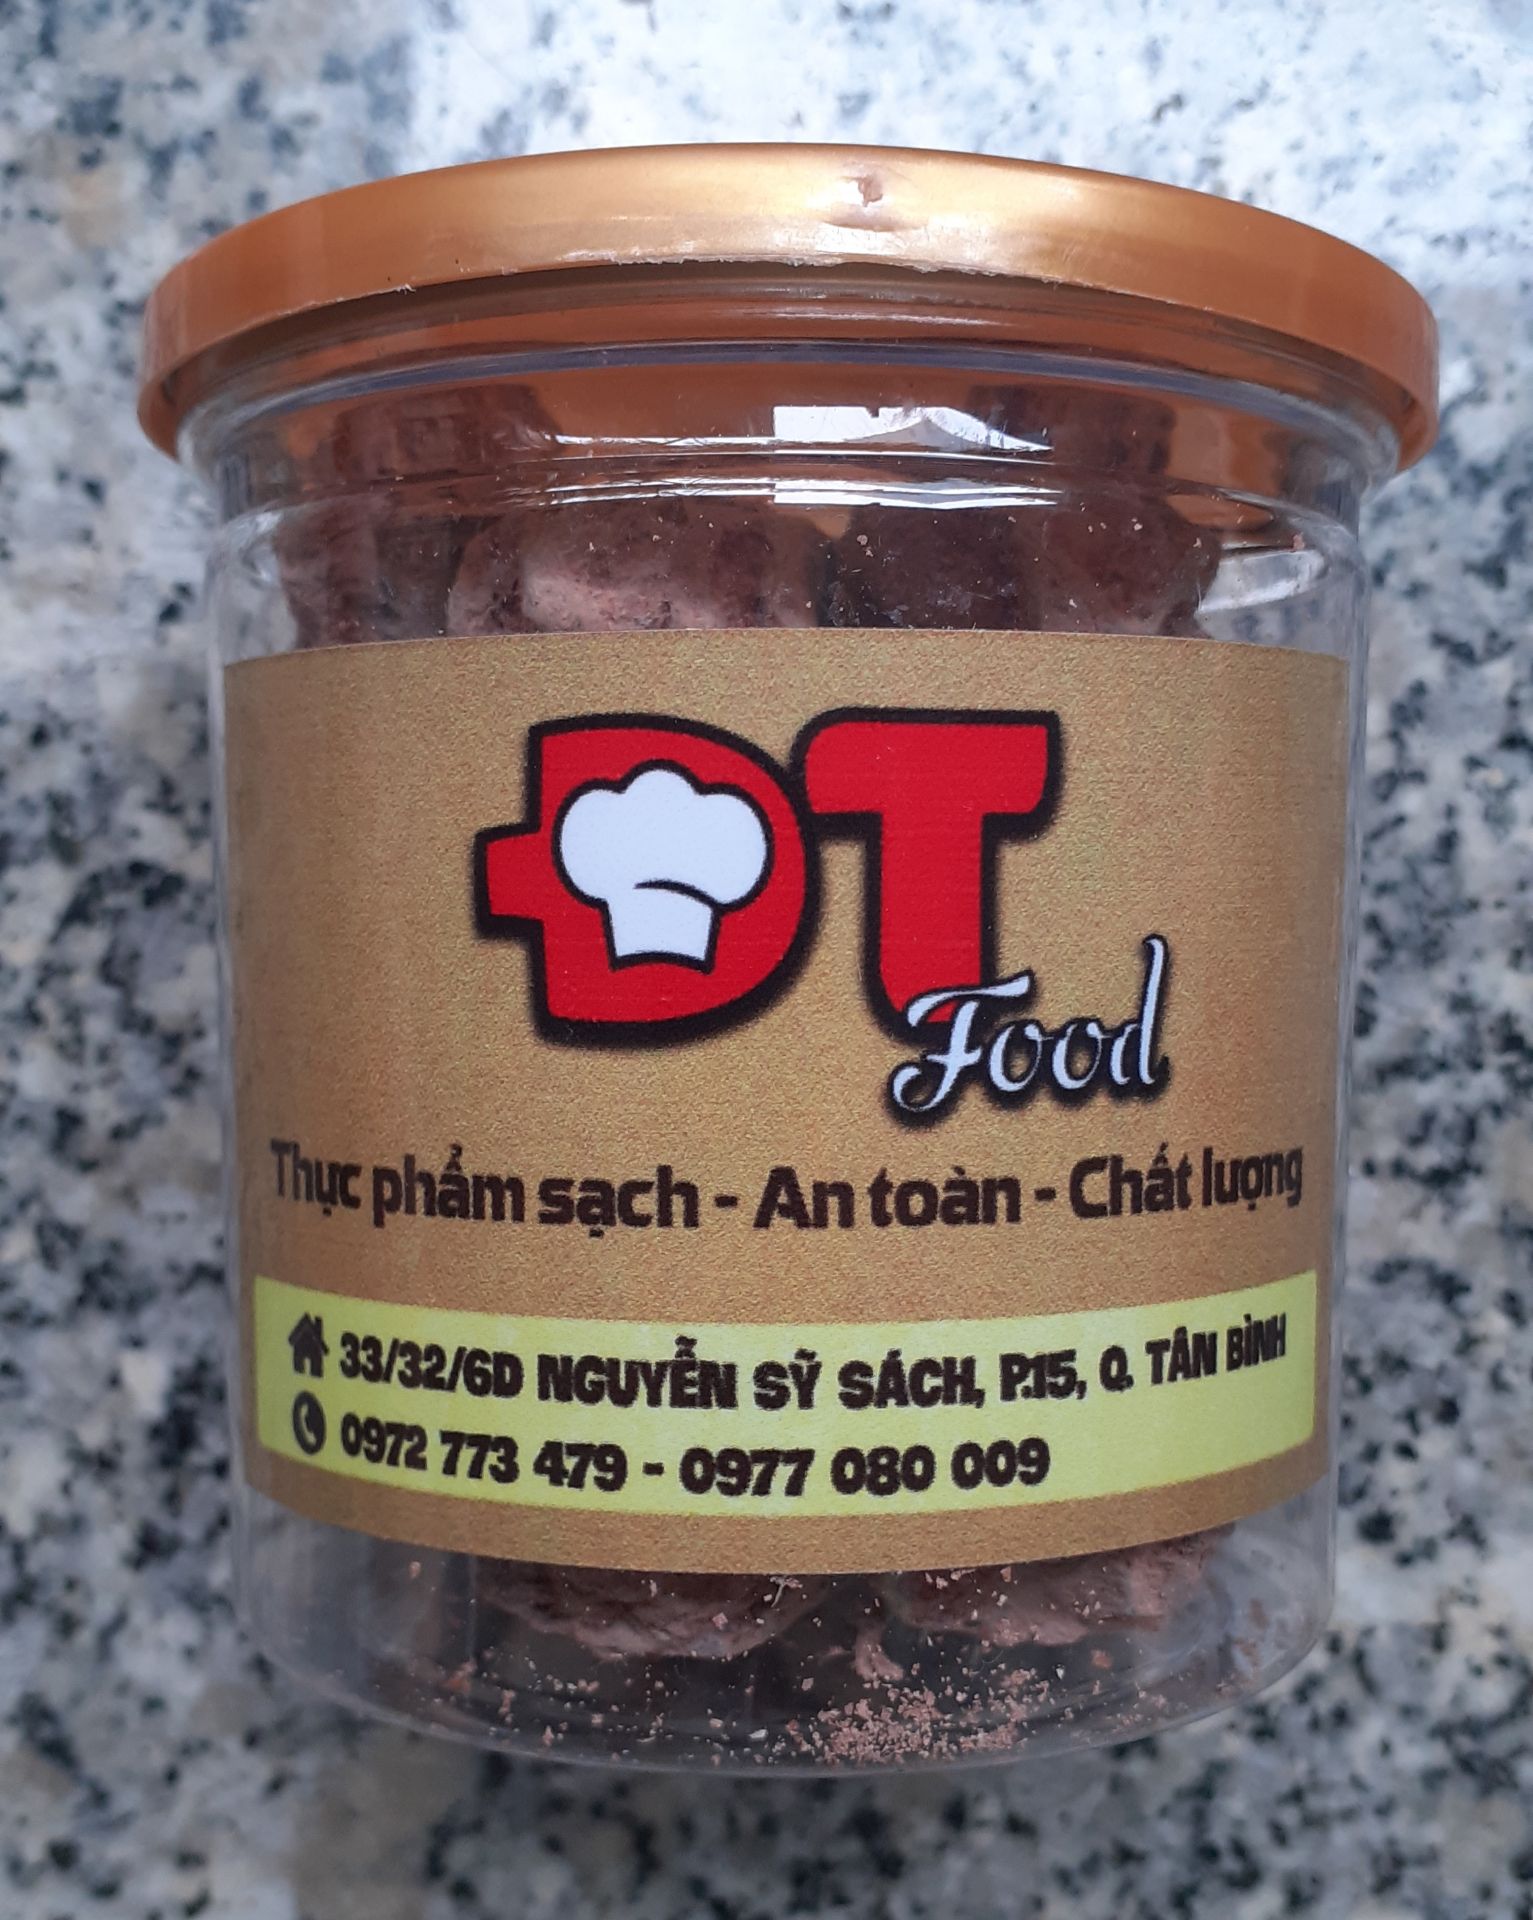 ĐT
Food
Thực phẩm sạch - An toàn - Chất lượng
33/32/6D NGUYỄN SỸ SÁCH, P.15, Q. TÂN BÌNH
0972 773 479 - 0977 080 009